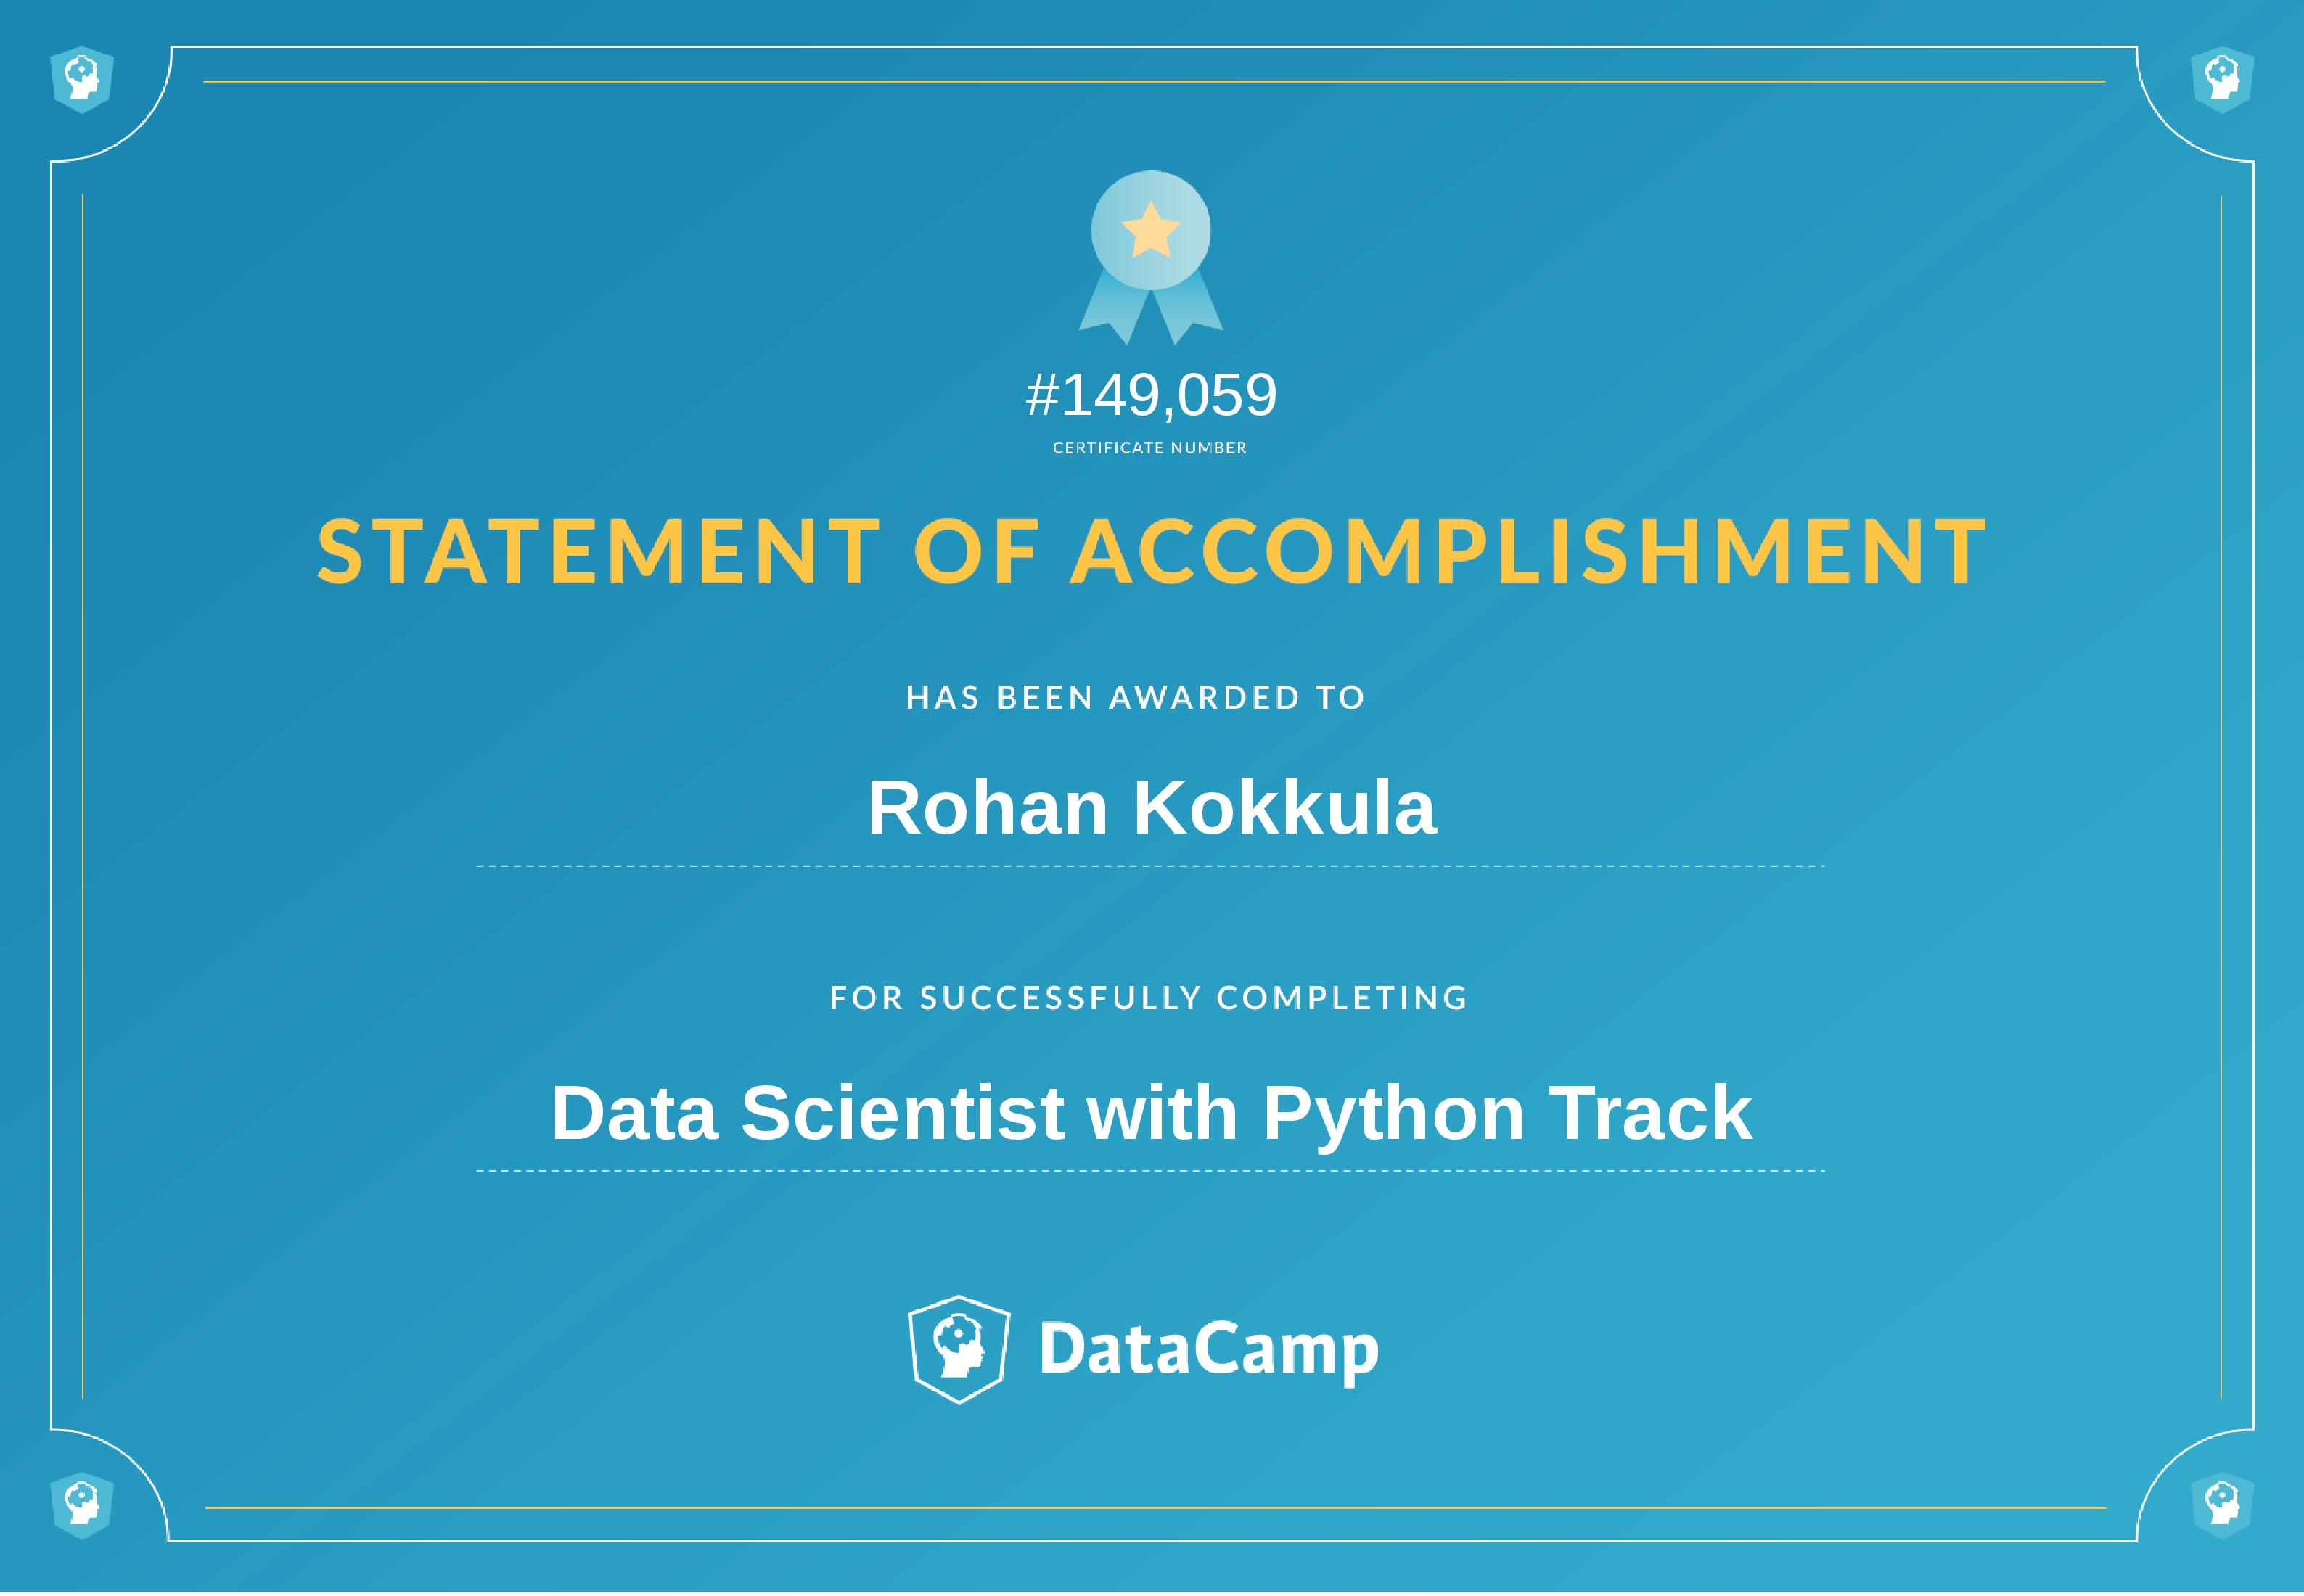 #149,059
CERTIFICATE NUMBER
STATEMENT OF ACCOMPLISHMENT
HAS BEEN AWARDED TO
Rohan Kokkula
FOR SUCCESSFULLY COMPLETING
Data Scientist with Python Track
DataCamp